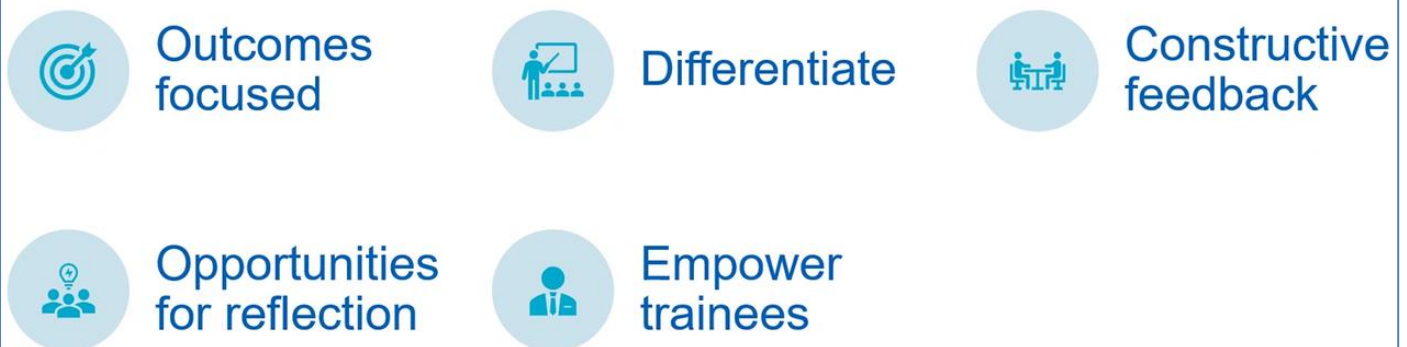 Outcomes
focused
Differentiate
Constructive
feedback
Opportunities
for reflection
Empower
trainees